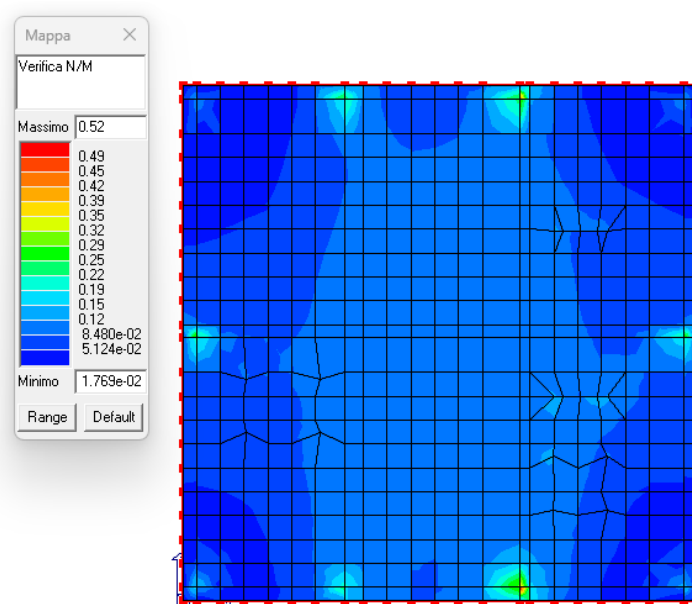 Mappa
Verifica N/M
Massimo 0.52
0.49
0.45
0.42
0.39
0.35
0.32
0.29
0.25
0.22
0.19
0.15
0.12
8.480e-02
5.124e-02
Minimo 1.769e-02
Range Default